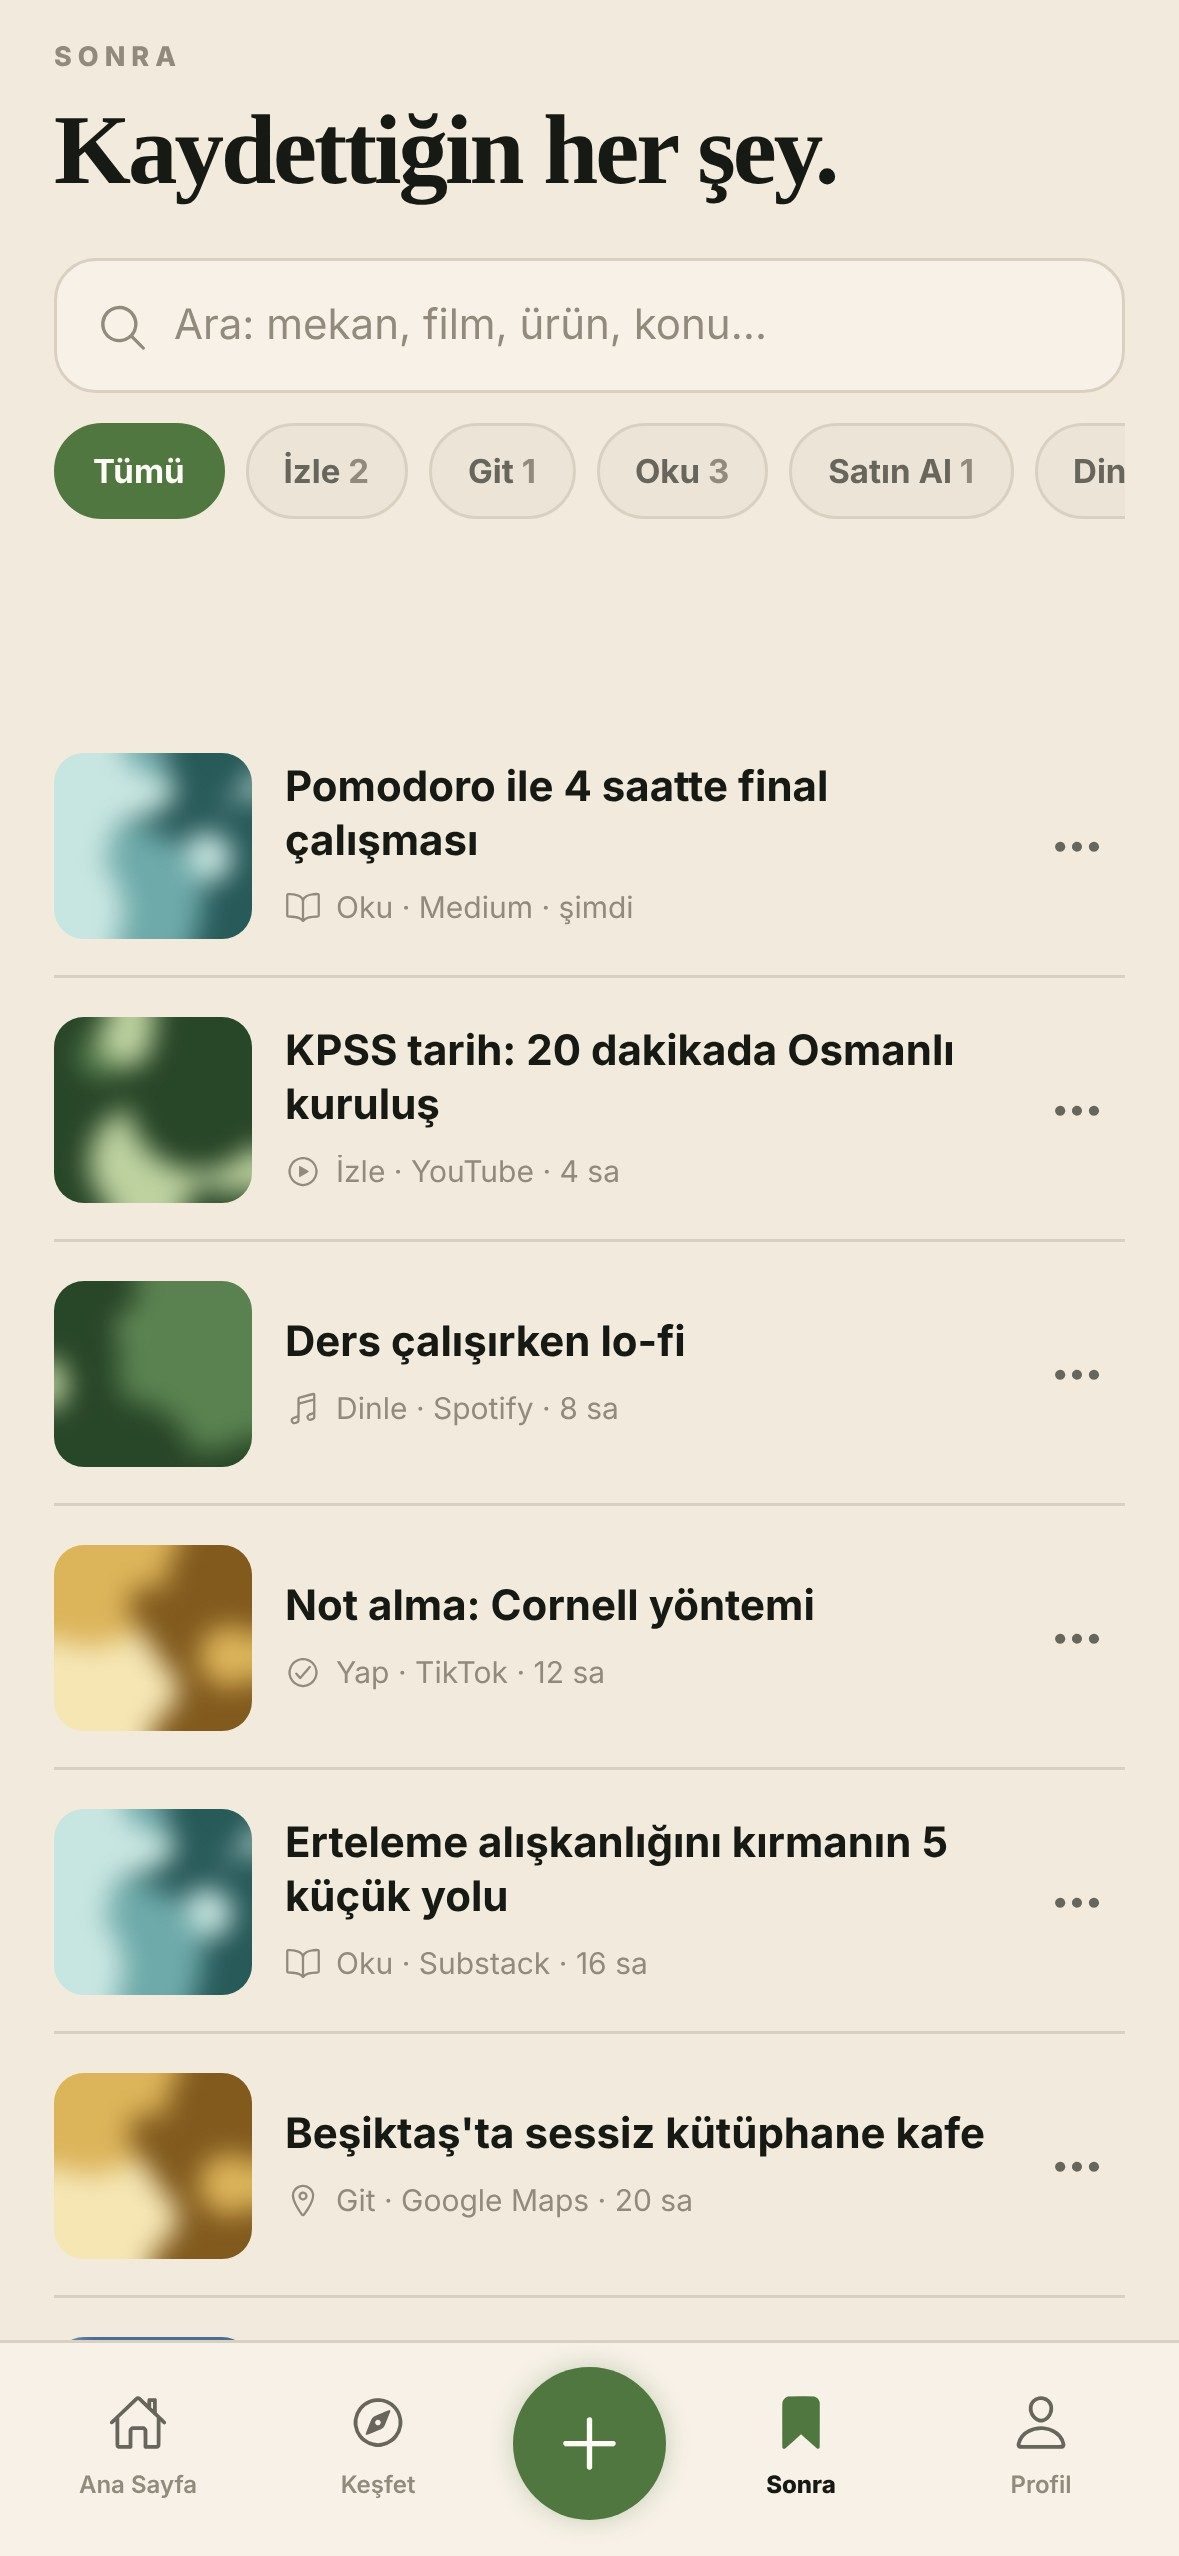 SONRA
Kaydettiğin her şey.
Ara: mekan, film, ürün, konu...
Tümü İzle 2 Git 1 Oku 3 Satın Al 1 Din
Pomodoro ile 4 saatte final
çalışması
Oku · Medium · şimdi
KPSS tarih: 20 dakikada Osmanlı
kuruluş
İzle · YouTube · 4 sa
Ders çalışırken lo-fi
Dinle · Spotify · 8 sa
Not alma: Cornell yöntemi
Yap · TikTok · 12 sa
Erteleme alışkanlığını kırmanın 5
küçük yolu
Oku · Substack · 16 sa
Beşiktaş'ta sessiz kütüphane kafe
Git · Google Maps · 20 sa
Ana Sayfa Keşfet Sonra Profil